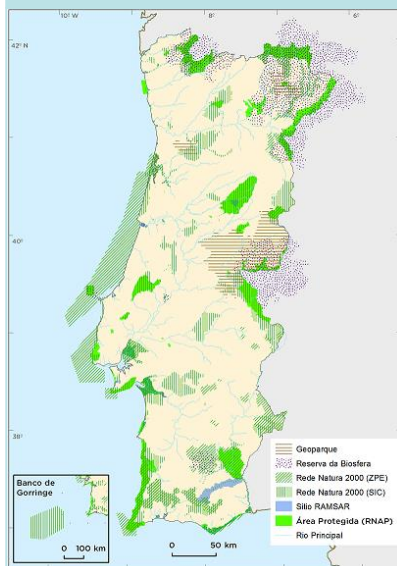 10° W
8°
6°
42° N
40°
38°
Geoparque
Reserva da Biosfera
Rede Natura 2000 (ZPE)
Rede Natura 2000 (SIC)
Sítio RAMSAR
Área Protegida (RNAP)
Rio Principal
Banco de
Gorringe
0 100 km
0 50 km